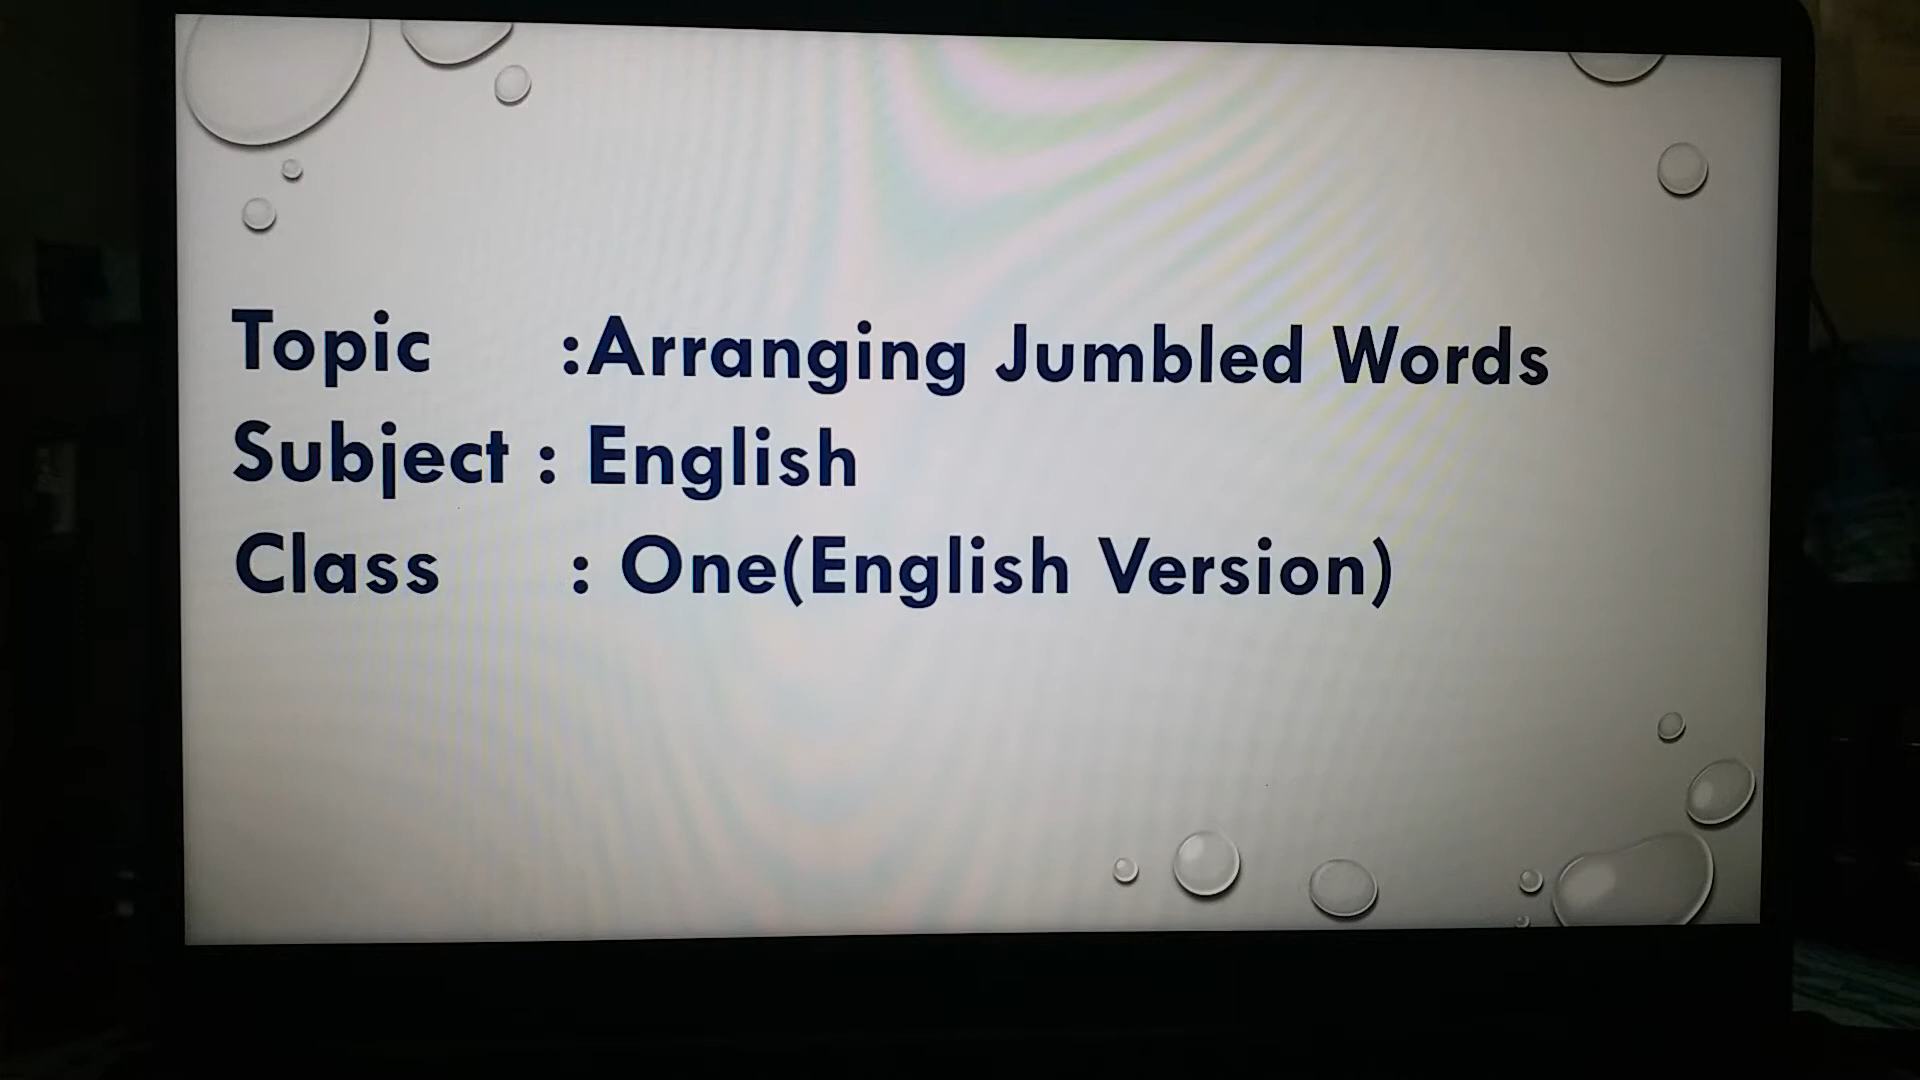 Topic :Arranging Jumbled Words
Subject : English
Class : One(English Version)